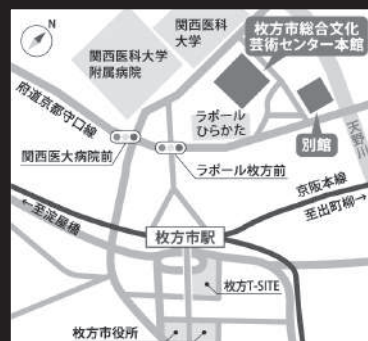 N
関西医科
大学
関西医科大学
附属病院
枚方市総合文化
芸術センター本館
府道京都守口線
ラポール
ひらかた
別館
天野川
関西医大病院前
ラポール枚方前
京阪本線
至出町柳→
←至淀屋橋
枚方市駅
枚方T-SITE
枚方市役所